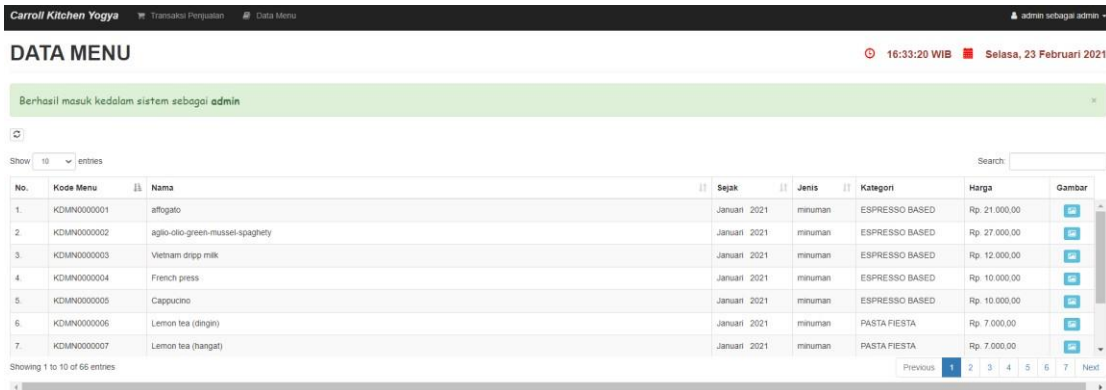 Carroll Kitchen Yogya Transaksi Penjualan Data Menu admin sebagai admin
DATA MENU 16:33:20 WIB Selasa, 23 Februari 2021
Berhasil masuk kedalam sistem sebagai admin ×
Show 10 entries Search:
No. Kode Menu Nama Sejak Jenis Kategori Harga Gambar
1. KDMN0000001 affogato Januari 2021 minuman ESPRESSO BASED Rp. 21.000,00
2. KDMN0000002 aglio-olio-green-mussel-spaghety Januari 2021 minuman ESPRESSO BASED Rp. 27.000,00
3. KDMN0000003 Vietnam dripp milk Januari 2021 minuman ESPRESSO BASED Rp. 12.000,00
4. KDMN0000004 French press Januari 2021 minuman ESPRESSO BASED Rp. 10.000,00
5. KDMN0000005 Cappucino Januari 2021 minuman ESPRESSO BASED Rp. 10.000,00
6. KDMN0000006 Lemon tea (dingin) Januari 2021 minuman PASTA FIESTA Rp. 7.000,00
7. KDMN0000007 Lemon tea (hangat) Januari 2021 minuman PASTA FIESTA Rp. 7.000,00
Showing 1 to 10 of 66 entries Previous 1 2 3 4 5 6 7 Next